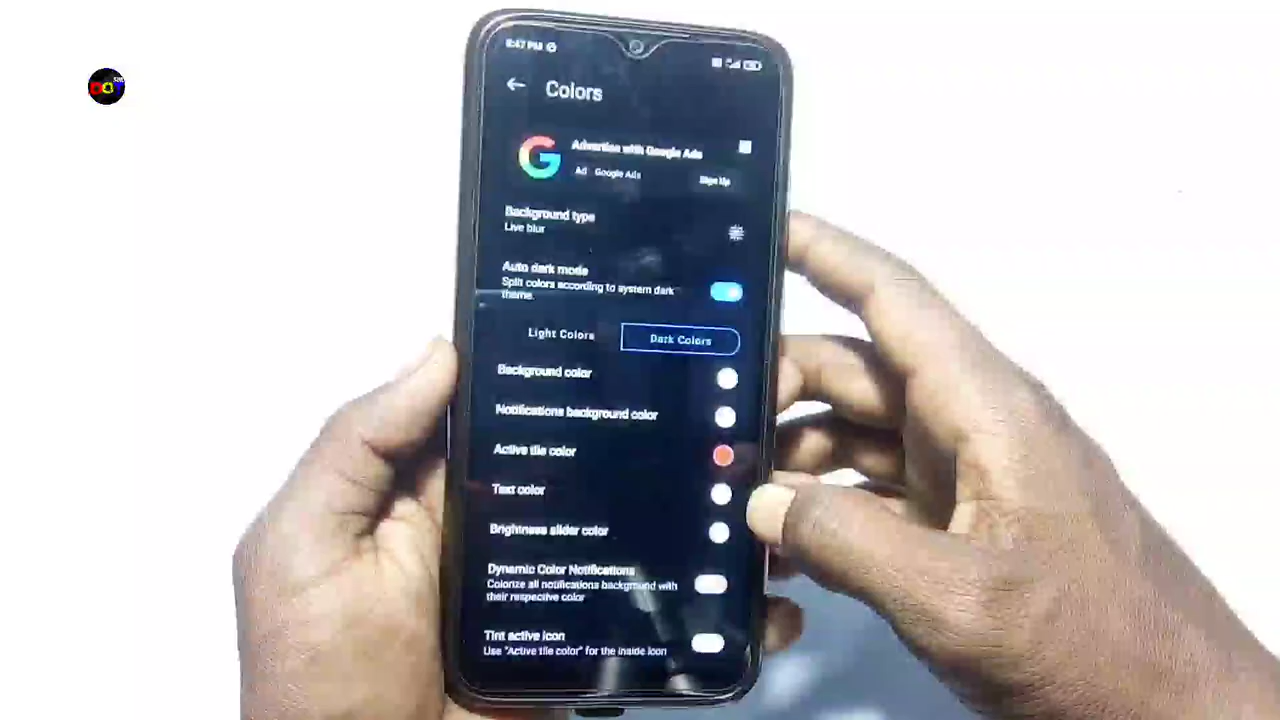 8:47 PM
Colors
Advertise with Google Ads
Ad Google Ads
Sign Up
Background type
Live blur
Auto dark mode
Split colors according to system dark
theme.
Light Colors
Dark Colors
Background color
Notifications background color
Active tile color
Text color
Brightness slider color
Dynamic Color Notifications
Colorize all notifications background with
their respective color
Tint active icon
Use "Active tile color" for the inside icon